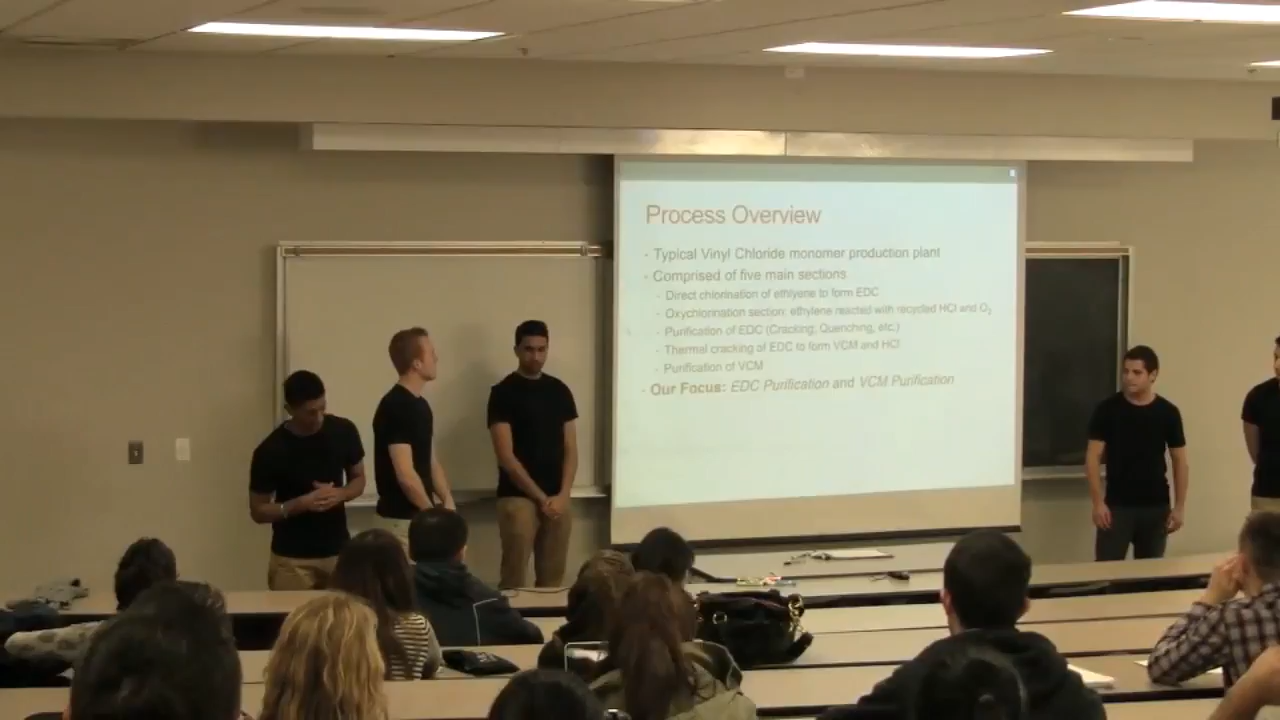 Process Overview
- Typical Vinyl Chloride monomer production plant
- Comprised of five main sections
- Direct chlorination of ethlyene to form EDC
- Oxychlorination section: ethylene reacted with recycled HCl and O₂
- Purification of EDC (Cracking, Quenching, etc.)
- Thermal cracking of EDC to form VCM and HCl
- Purification of VCM
- Our Focus: EDC Purification and VCM Purification